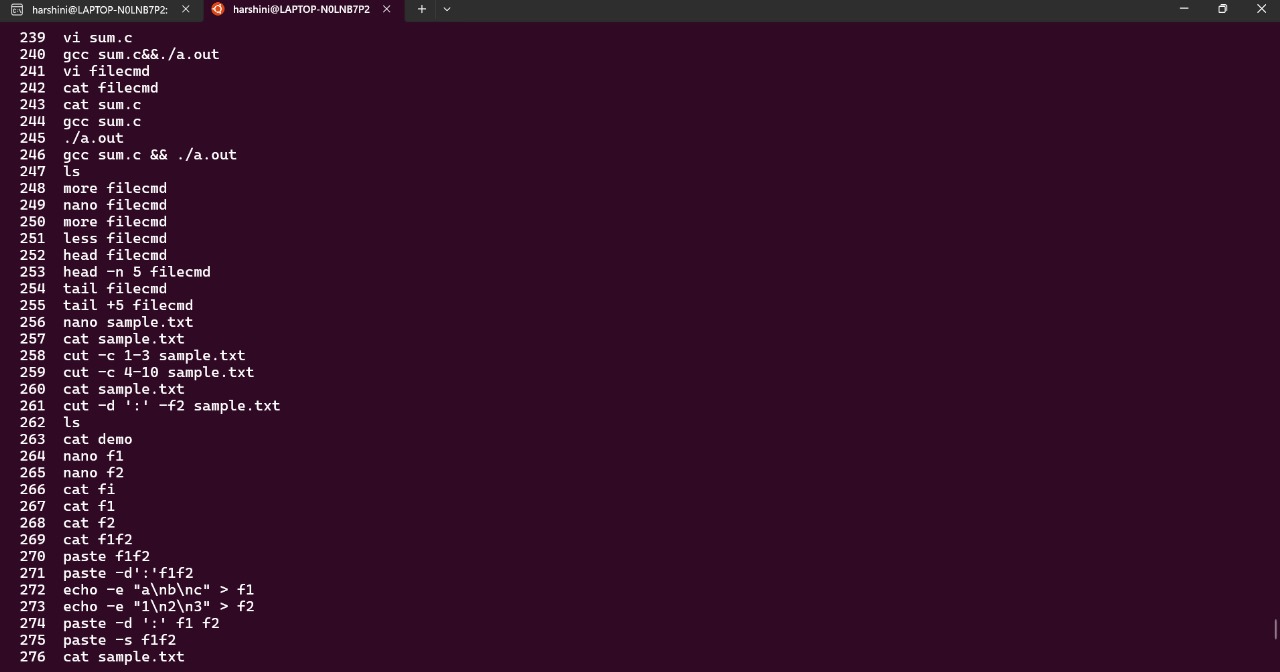 harshini@LAPTOP-N0LNB7P2: harshini@LAPTOP-N0LNB7P2
239 vi sum.c
240 gcc sum.c&&./a.out
241 vi filecmd
242 cat filecmd
243 cat sum.c
244 gcc sum.c
245 ./a.out
246 gcc sum.c && ./a.out
247 ls
248 more filecmd
249 nano filecmd
250 more filecmd
251 less filecmd
252 head filecmd
253 head -n 5 filecmd
254 tail filecmd
255 tail +5 filecmd
256 nano sample.txt
257 cat sample.txt
258 cut -c 1-3 sample.txt
259 cut -c 4-10 sample.txt
260 cat sample.txt
261 cut -d ':' -f2 sample.txt
262 ls
263 cat demo
264 nano f1
265 nano f2
266 cat fi
267 cat f1
268 cat f2
269 cat f1f2
270 paste f1f2
271 paste -d':'f1f2
272 echo -e "a\nb\nc" > f1
273 echo -e "1\n2\n3" > f2
274 paste -d ':' f1 f2
275 paste -s f1f2
276 cat sample.txt